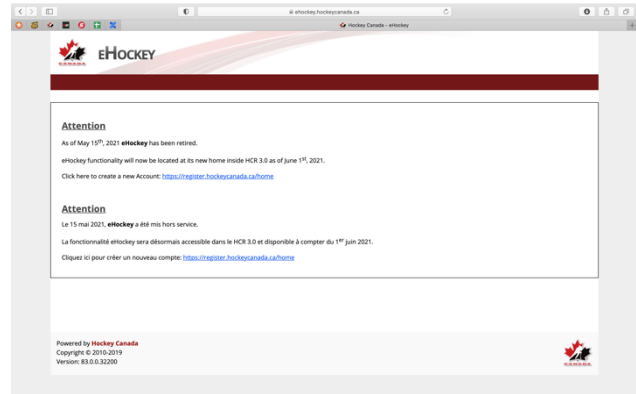 ehockey.hockeycanada.ca
Hockey Canada - eHockey
CANADA
EHOCKEY
Attention
As of May 15th, 2021 eHockey has been retired.
eHockey functionality will now be located at its new home inside HCR 3.0 as of June 1st, 2021.
Click here to create a new Account: https://register.hockeycanada.ca/home
Attention
Le 15 mai 2021, eHockey a été mis hors service.
La fonctionnalité eHockey sera désormais accessible dans le HCR 3.0 et disponible à compter du 1er juin 2021.
Cliquez ici pour créer un nouveau compte: https://register.hockeycanada.ca/home
Powered by Hockey Canada
Copyright © 2010-2019
Version: 83.0.0.32200
CANADA